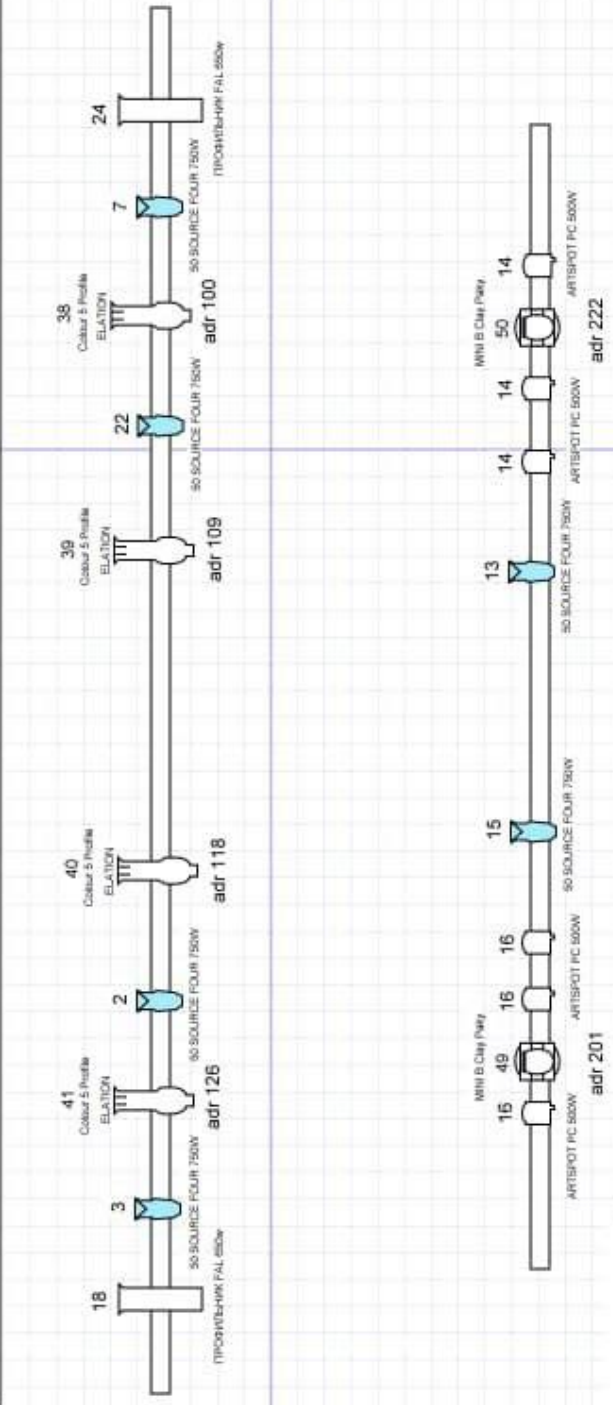 18
ПРОФИЛЬНИК FAL 650w
3
50 SOURCE FOUR 750W
41
Colour 5 Profile
ELATION
adr 126
2
50 SOURCE FOUR 750W
40
Colour 5 Profile
ELATION
adr 118
39
Colour 5 Profile
ELATION
adr 109
22
50 SOURCE FOUR 750W
38
Colour 5 Profile
ELATION
adr 100
7
50 SOURCE FOUR 750W
24
ПРОФИЛЬНИК FAL 650w
16
ARTSPOT PC 500W
Mini B Clay Paky
49
adr 201
16
16
ARTSPOT PC 500W
15
50 SOURCE FOUR 750W
13
50 SOURCE FOUR 750W
14
14
ARTSPOT PC 500W
Mini B Clay Paky
50
adr 222
14
ARTSPOT PC 500W